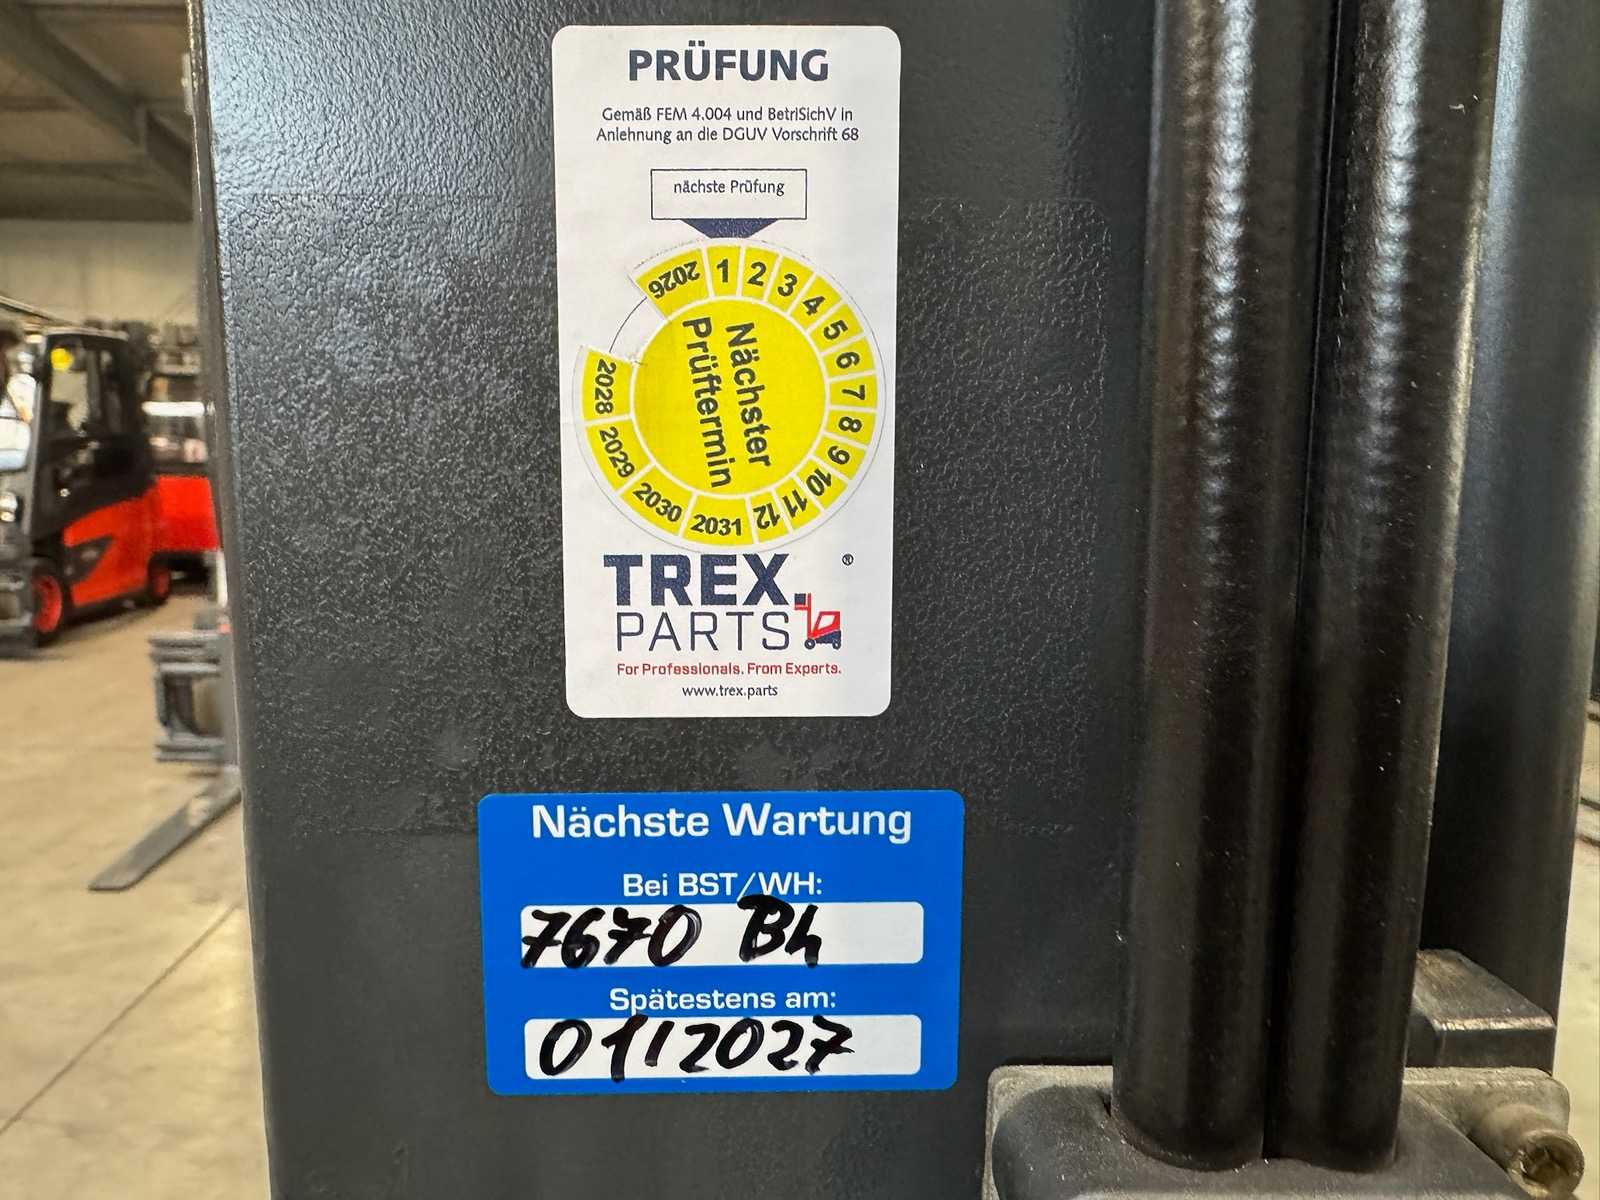 PRÜFUNG
Gemäß FEM 4.004 und BetrISichV in
Anlehnung an die DGUV Vorschrift 68
nächste Prüfung
2026 1 2 3 4 5 6 7 8 9 10 11 12 2031 2030 2029 2028
Nächster
Prüftermin
TREX.®
PARTS
For Professionals. From Experts.
www.trex.parts
Nächste Wartung
Bei BST/WH:
7670 Bh
Spätestens am:
01/2027